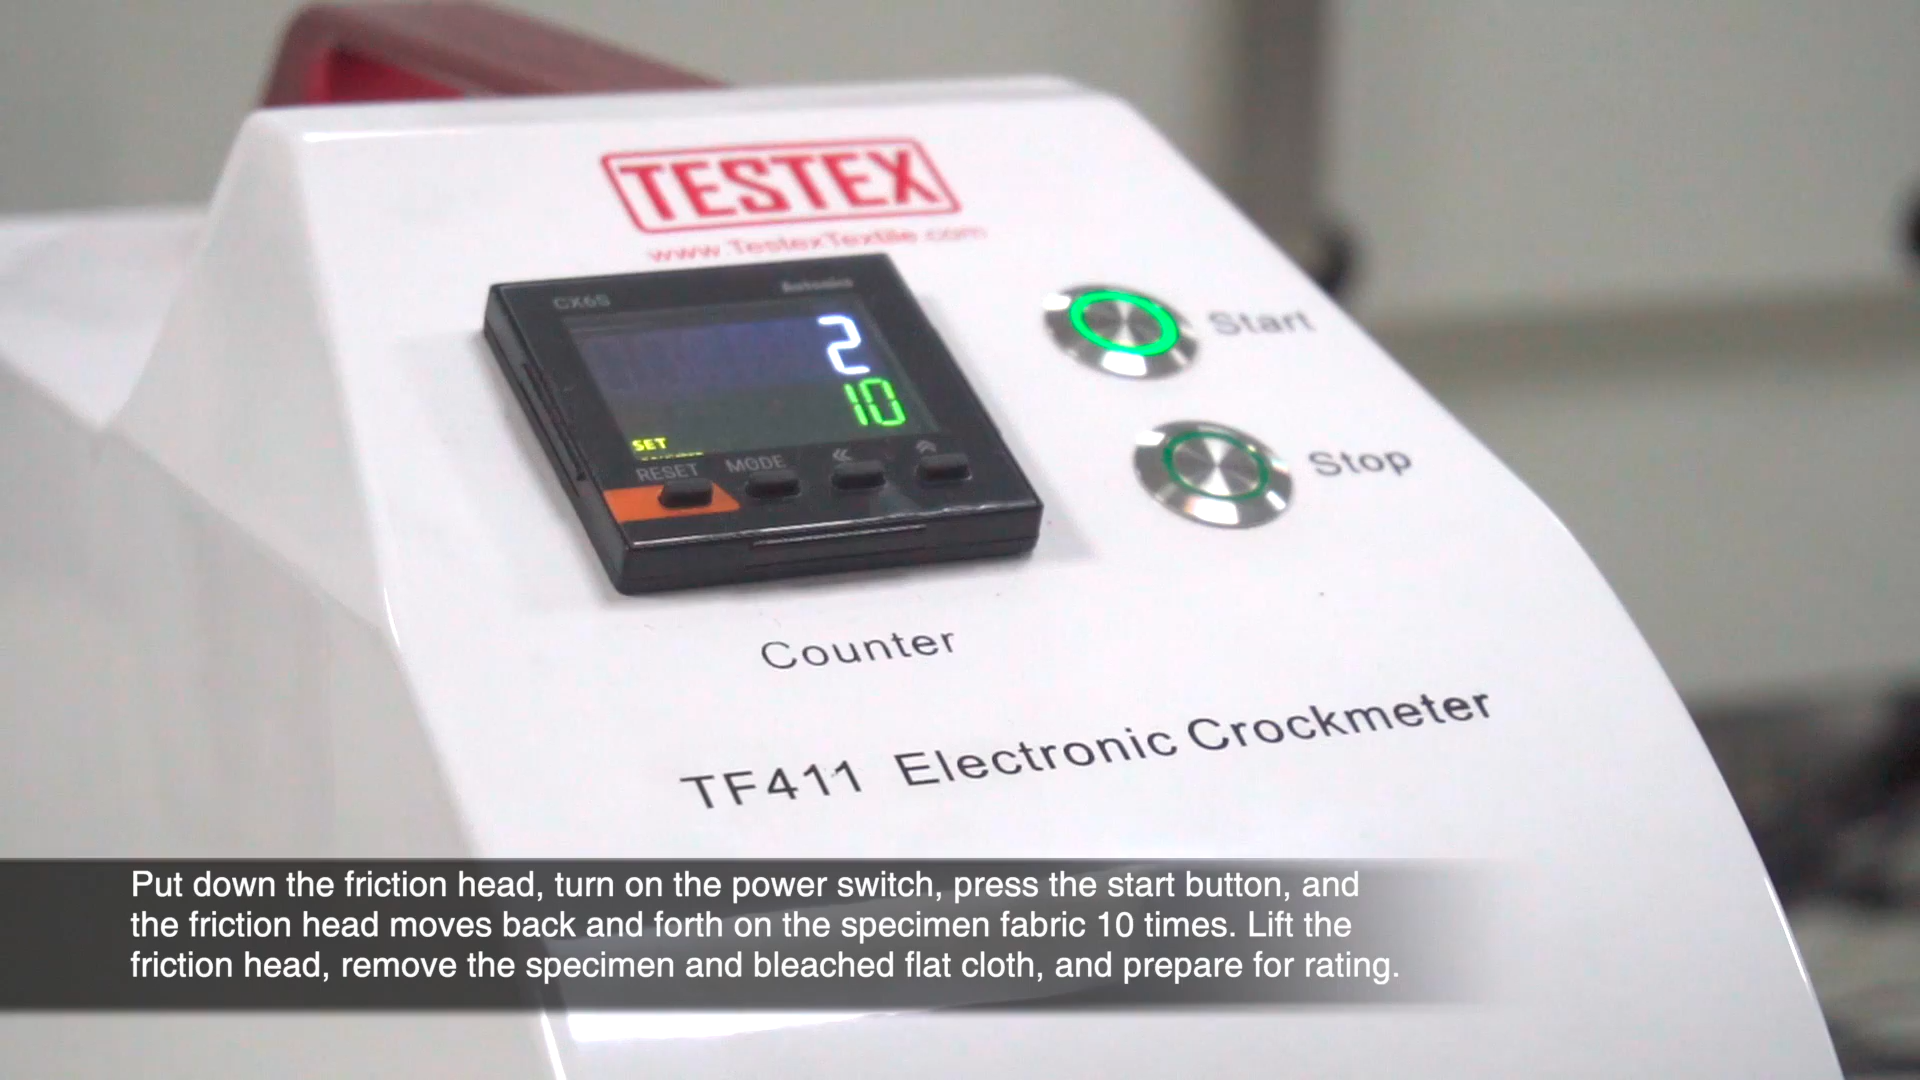 TESTEX
www.TestexTextile.com
CX6S
Autonics
2
10
SET
RESET MODE
Start
Stop
Counter
TF411 Electronic Crockmeter
Put down the friction head, turn on the power switch, press the start button, and
the friction head moves back and forth on the specimen fabric 10 times. Lift the
friction head, remove the specimen and bleached flat cloth, and prepare for rating.